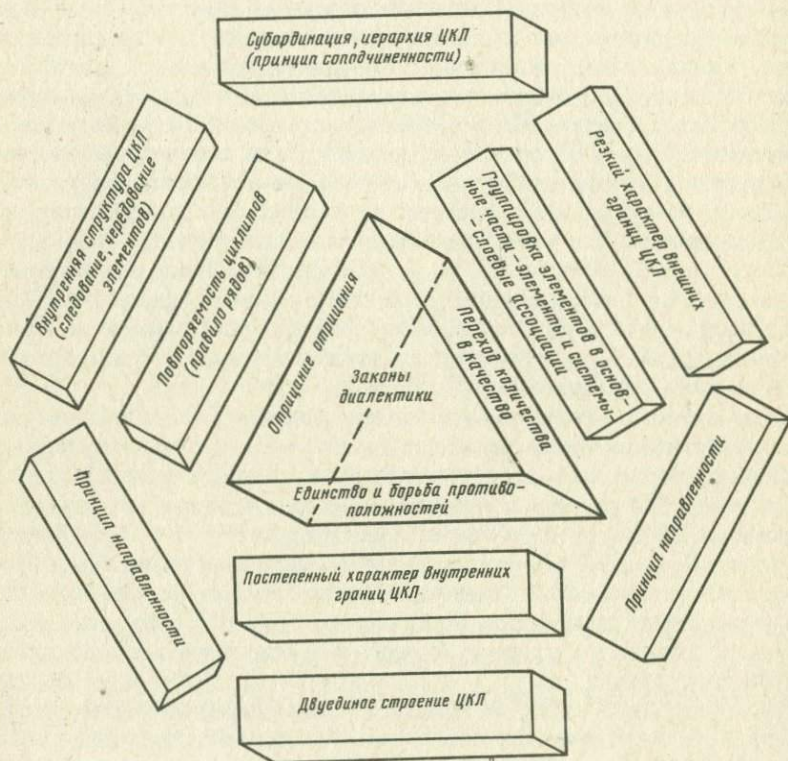 Субординация, иерархия ЦКЛ
(принцип соподчиненности)
Внутренняя структура ЦКЛ
(следование, чередование
элементов)
Повторяемость циклитов
(правило рядов)
Отрицание отрицания
Законы
диалектики
Переход количества
в качество
Группировка элементов в основ-
ные части – элементы и системы-
– слоевые ассоциации
Резкий характер внешних
границ ЦКЛ
Единство и борьба противо-
положностей
Принцип направленности
Принцип направленности
Постепенный характер внутренних
границ ЦКЛ
Двуединое строение ЦКЛ